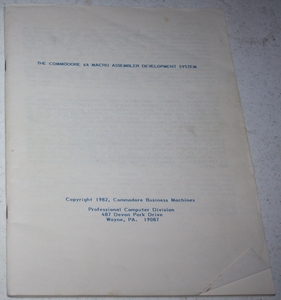 THE COMMODORE 64 MACRO ASSEMBLER DEVELOPMENT SYSTEM
Copyright 1982, Commodore Business Machines
Professional Computer Division
487 Devon Park Drive
Wayne, PA. 19087